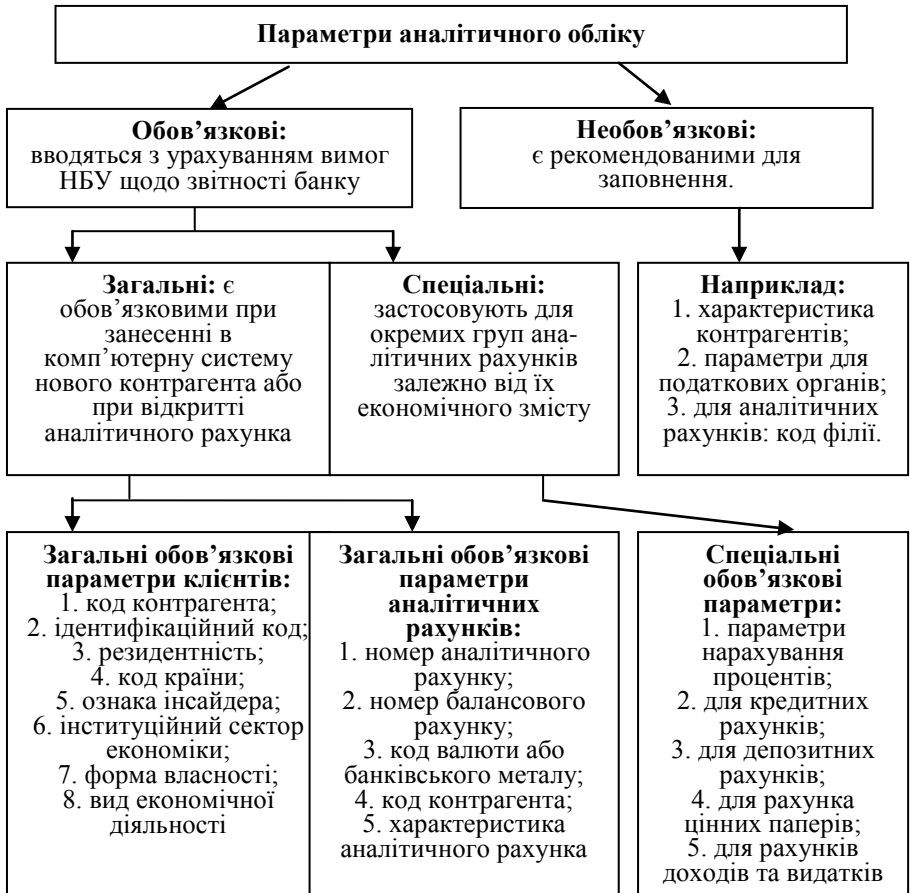 Параметри аналітичного обліку
Обов’язкові:
вводяться з урахуванням вимог
НБУ щодо звітності банку
Необов’язкові:
є рекомендованими для
заповнення.
Загальні: є
обов’язковими при
занесенні в
комп’ютерну систему
нового контрагента або
при відкритті
аналітичного рахунка
Спеціальні:
застосовують для
окремих груп ана-
літичних рахунків
залежно від їх
економічного змісту
Наприклад:
1. характеристика
контрагентів;
2. параметри для
податкових органів;
3. для аналітичних
рахунків: код філії.
Загальні обов’язкові
параметри клієнтів:
1. код контрагента;
2. ідентифікаційний код;
3. резидентність;
4. код країни;
5. ознака інсайдера;
6. інституційний сектор
економіки;
7. форма власності;
8. вид економічної
діяльності
Загальні обов’язкові
параметри
аналітичних
рахунків:
1. номер аналітичного
рахунку;
2. номер балансового
рахунку;
3. код валюти або
банківського металу;
4. код контрагента;
5. характеристика
аналітичного рахунка
Спеціальні
обов’язкові
параметри:
1. параметри
нарахування
процентів;
2. для кредитних
рахунків;
3. для депозитних
рахунків;
4. для рахунка
цінних паперів;
5. для рахунків
доходів та видатків